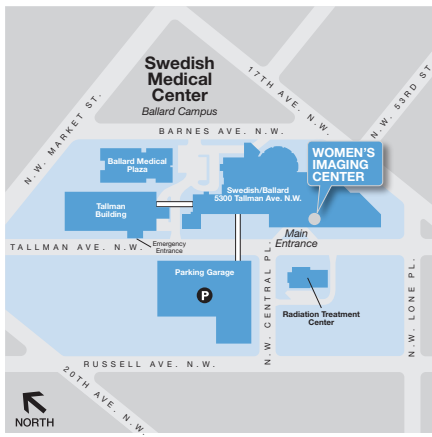 Swedish
Medical
Center
Ballard Campus
17TH AVE. N.W.
N.W. 53RD ST.
N.W. MARKET ST.
BARNES AVE. N.W.
WOMEN'S
IMAGING
CENTER
Ballard Medical
Plaza
Swedish/Ballard
5300 Tallman Ave. N.W.
Tallman
Building
Main
Entrance
TALLMAN AVE. N.W.
Emergency
Entrance
Parking Garage
P
N.W. CENTRAL PL.
Radiation Treatment
Center
N.W. LONE PL.
RUSSELL AVE. N.W.
20TH AVE. N.W.
NORTH